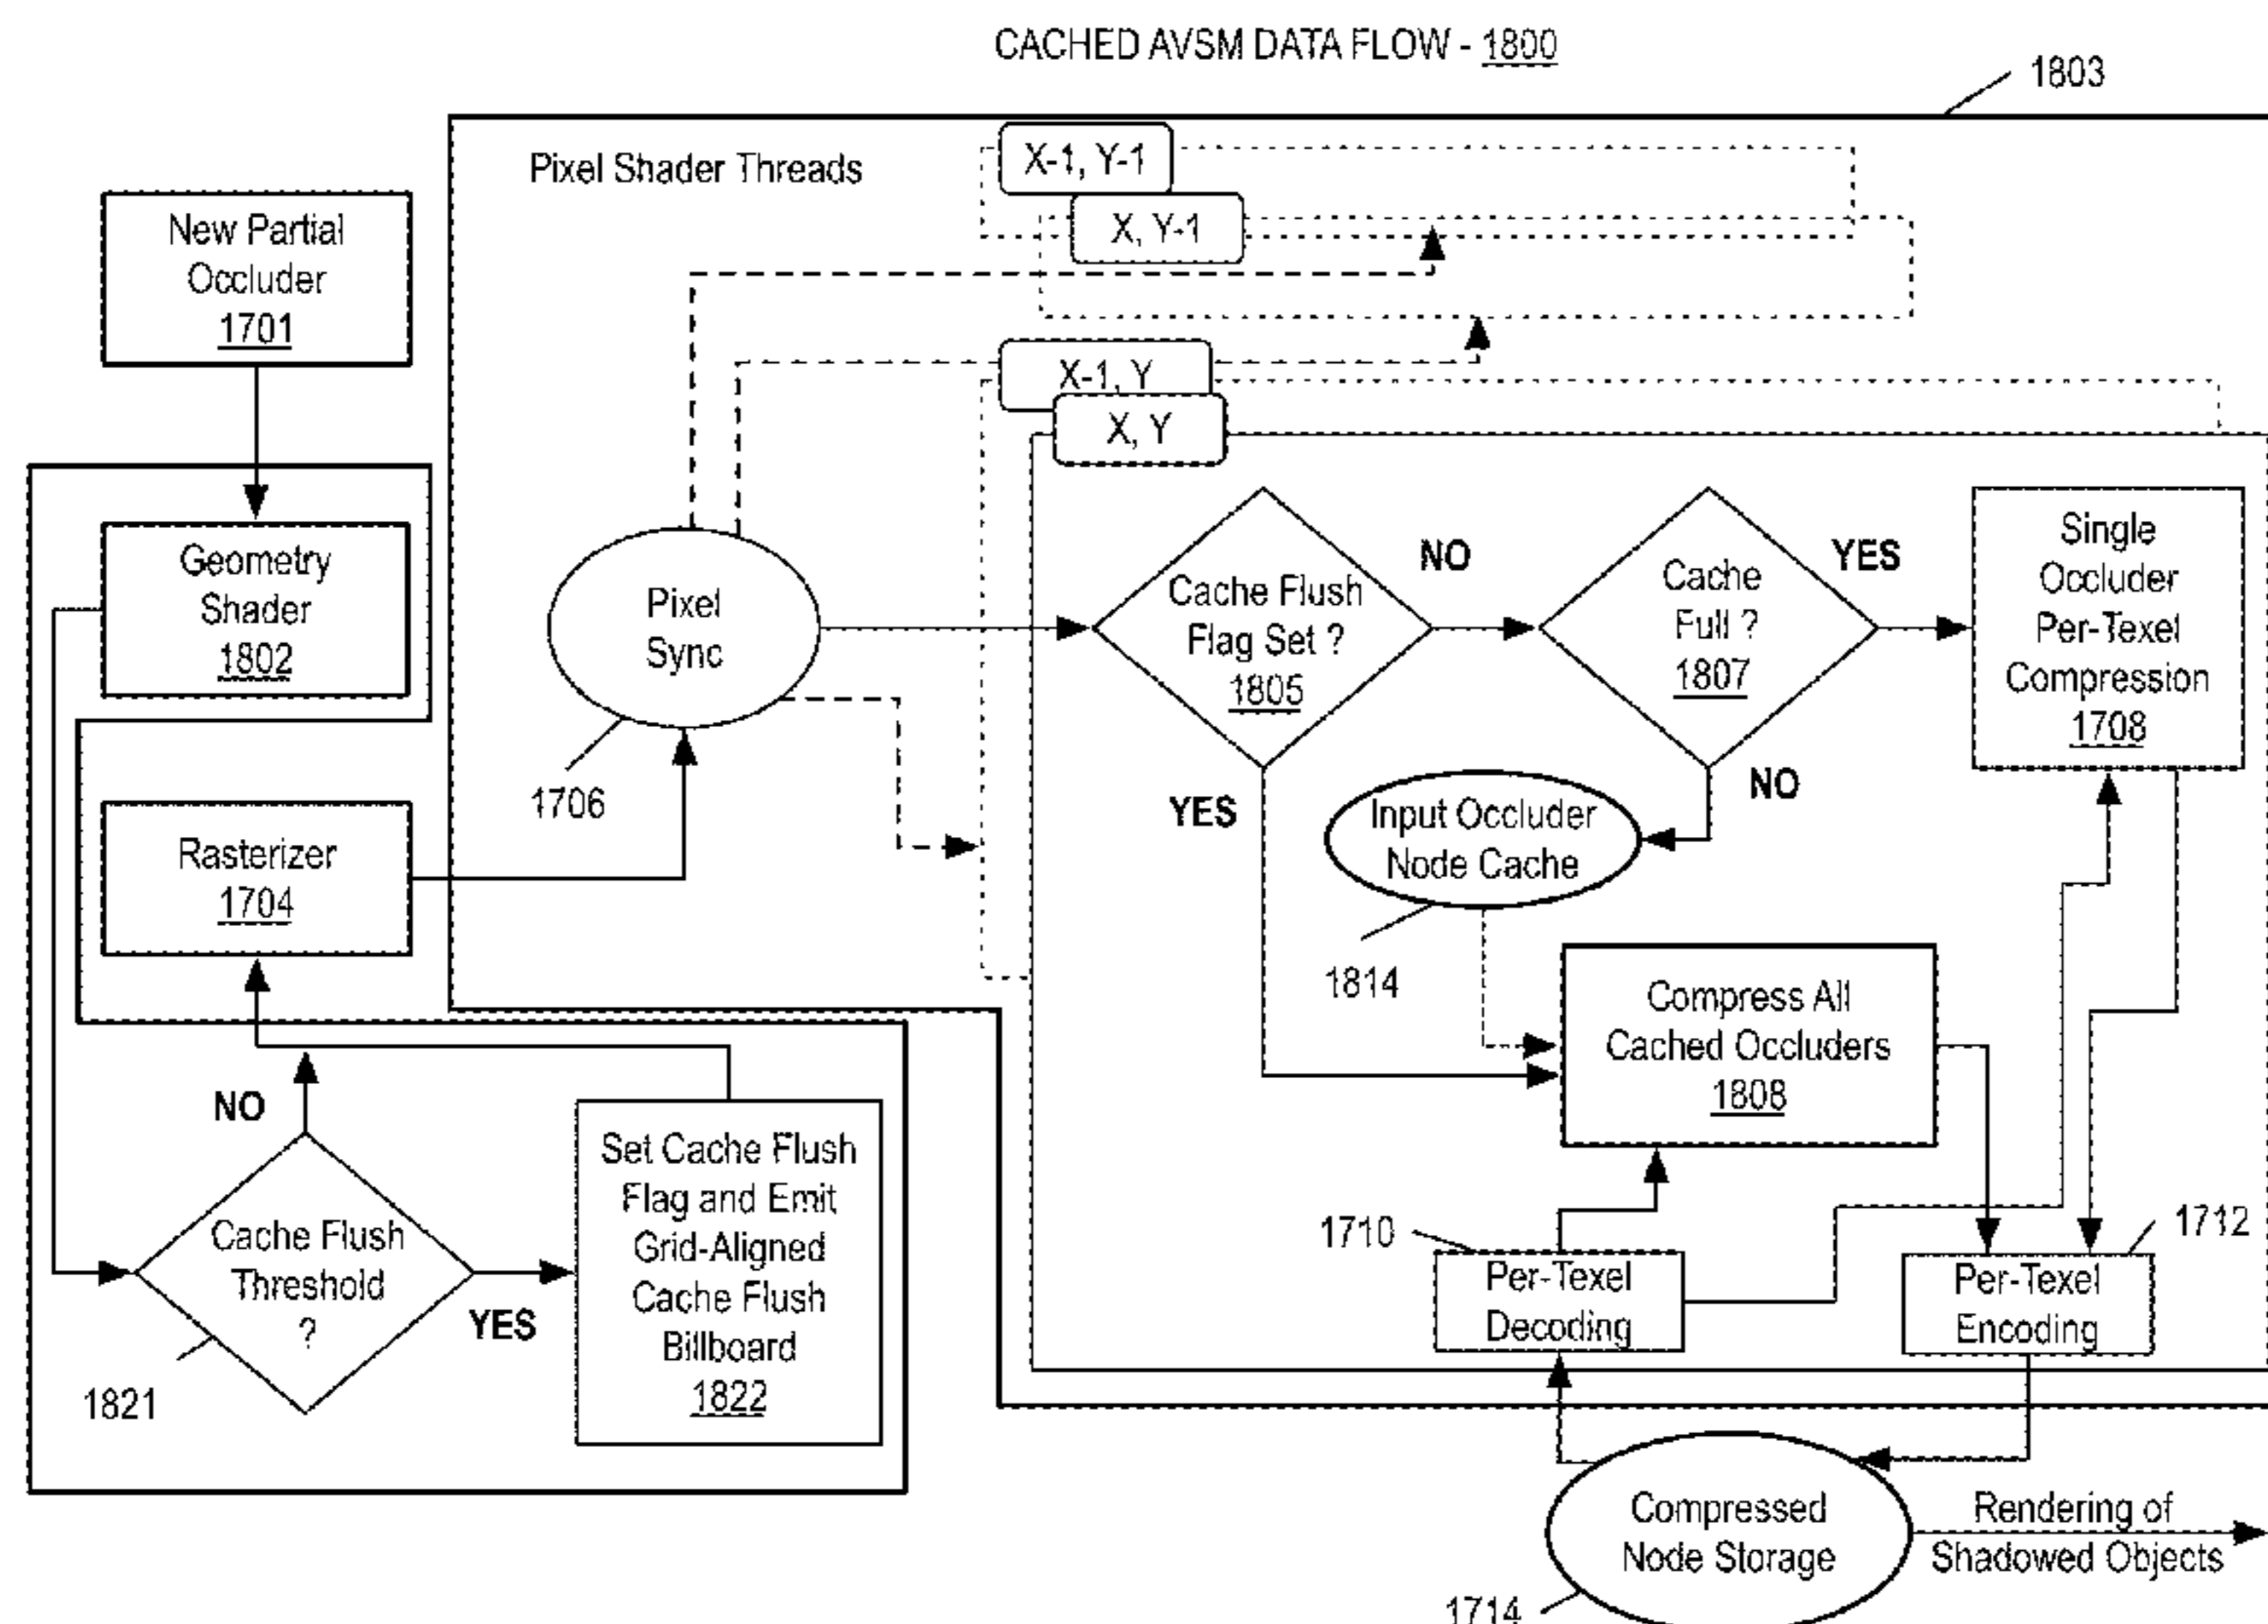 CACHED AVSM DATA FLOW - 1800
1803
Pixel Shader Threads
X-1, Y-1
X, Y-1
X-1, Y
X, Y
New Partial
Occluder
1701
Geometry
Shader
1802
Rasterizer
1704
Pixel
Sync
1706
Cache Flush
Flag Set ?
1805
NO
YES
Cache
Full ?
1807
YES
NO
Single
Occluder
Per-Texel
Compression
1708
Input Occluder
Node Cache
1814
Compress All
Cached Occluders
1808
NO
Cache Flush
Threshold
?
YES
1821
Set Cache Flush
Flag and Emit
Grid-Aligned
Cache Flush
Billboard
1822
1710
Per-Texel
Decoding
1712
Per-Texel
Encoding
Compressed
Node Storage
1714
Rendering of
Shadowed Objects